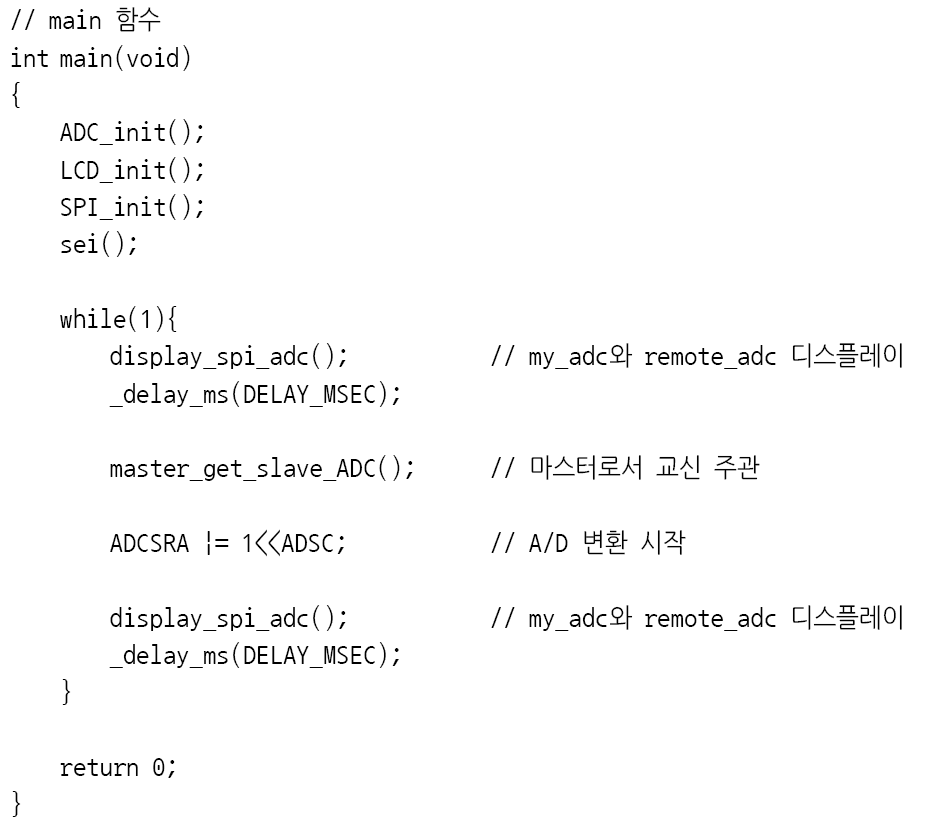 // main 함수
int main(void)
{
ADC_init();
LCD_init();
SPI_init();
sei();
while(1){
display_spi_adc(); // my_adc와 remote_adc 디스플레이
_delay_ms(DELAY_MSEC);
master_get_slave_ADC(); // 마스터로서 교신 주관
ADCSRA |= 1<<ADSC; // A/D 변환 시작
display_spi_adc(); // my_adc와 remote_adc 디스플레이
_delay_ms(DELAY_MSEC);
}
return 0;
}